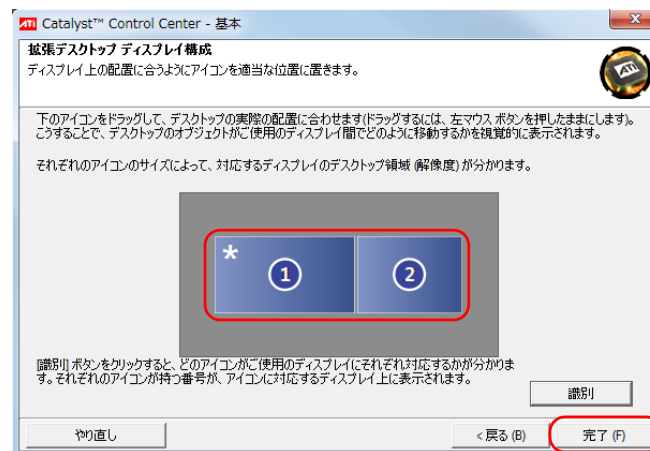 ATI Catalyst™ Control Center - 基本
拡張デスクトップ ディスプレイ構成
ディスプレイ上の配置に合うようにアイコンを適当な位置に置きます。
ATI
下のアイコンをドラッグして、デスクトップの実際の配置に合わせます(ドラッグするには、左マウス ボタンを押したままにします)。
こうすることで、デスクトップのオブジェクトがご使用のディスプレイ間でどのように移動するかを視覚的に表示されます。
それぞれのアイコンのサイズによって、対応するディスプレイのデスクトップ領域 (解像度) が分かります。
* 1 2
[識別] ボタンをクリックすると、どのアイコンがご使用のディスプレイにそれぞれ対応するかが分かりま
す。それぞれのアイコンが持つ番号が、アイコンに対応するディスプレイ上に表示されます。
識別
やり直し < 戻る (B) 完了 (F)